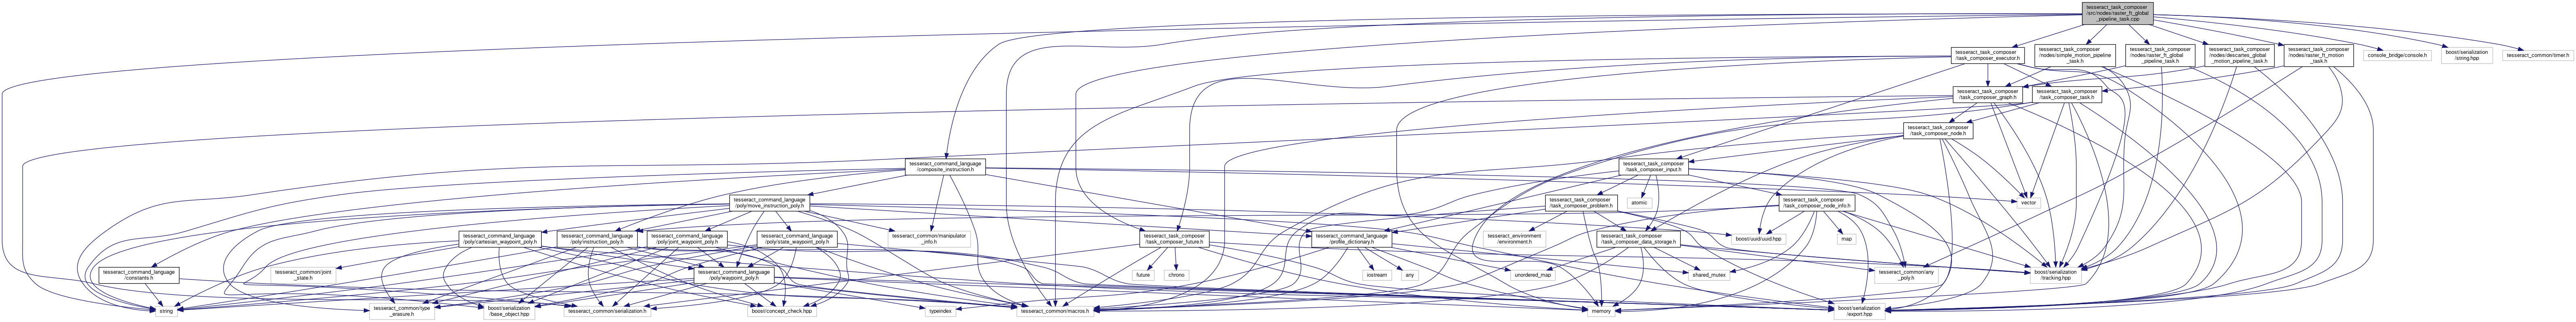 tesseract_task_composer
/src/nodes/raster_ft_global
_pipeline_task.cpp
tesseract_task_composer
/task_composer_executor.h
tesseract_task_composer
/nodes/simple_motion_pipeline
_task.h
tesseract_task_composer
/nodes/raster_ft_global
_pipeline_task.h
tesseract_task_composer
/nodes/descartes_global
_motion_pipeline_task.h
tesseract_task_composer
/nodes/raster_ft_motion
_task.h
console_bridge/console.h
boost/serialization
/string.hpp
tesseract_common/timer.h
tesseract_task_composer
/task_composer_graph.h
tesseract_task_composer
/task_composer_task.h
tesseract_task_composer
/task_composer_node.h
tesseract_command_language
/composite_instruction.h
tesseract_task_composer
/task_composer_input.h
tesseract_command_language
/poly/move_instruction_poly.h
tesseract_task_composer
/task_composer_problem.h
atomic
tesseract_task_composer
/task_composer_node_info.h
vector
tesseract_command_language
/poly/cartesian_waypoint_poly.h
tesseract_command_language
/poly/instruction_poly.h
tesseract_command_language
/poly/joint_waypoint_poly.h
tesseract_command_language
/poly/state_waypoint_poly.h
tesseract_common/manipulator
_info.h
tesseract_task_composer
/task_composer_future.h
tesseract_command_language
/profile_dictionary.h
tesseract_environment
/environment.h
tesseract_task_composer
/task_composer_data_storage.h
boost/uuid/uuid.hpp
map
tesseract_command_language
/constants.h
tesseract_common/joint
_state.h
tesseract_command_language
/poly/waypoint_poly.h
future
chrono
iostream
any
unordered_map
shared_mutex
tesseract_common/any
_poly.h
boost/serialization
/tracking.hpp
string
tesseract_common/type
_erasure.h
boost/serialization
/base_object.hpp
tesseract_common/serialization.h
boost/concept_check.hpp
typeindex
tesseract_common/macros.h
memory
boost/serialization
/export.hpp